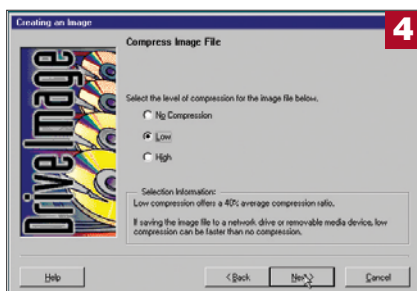 Creating an Image
4
Compress Image File
Drive Image
Select the level of compression for the image file below.
No Compression
Low
High
Selection Information:
Low compression offers a 40% average compression ratio.
If saving the image file to a network drive or removable media device, low
compression can be faster than no compression.
Help
< Back
Next >
Cancel